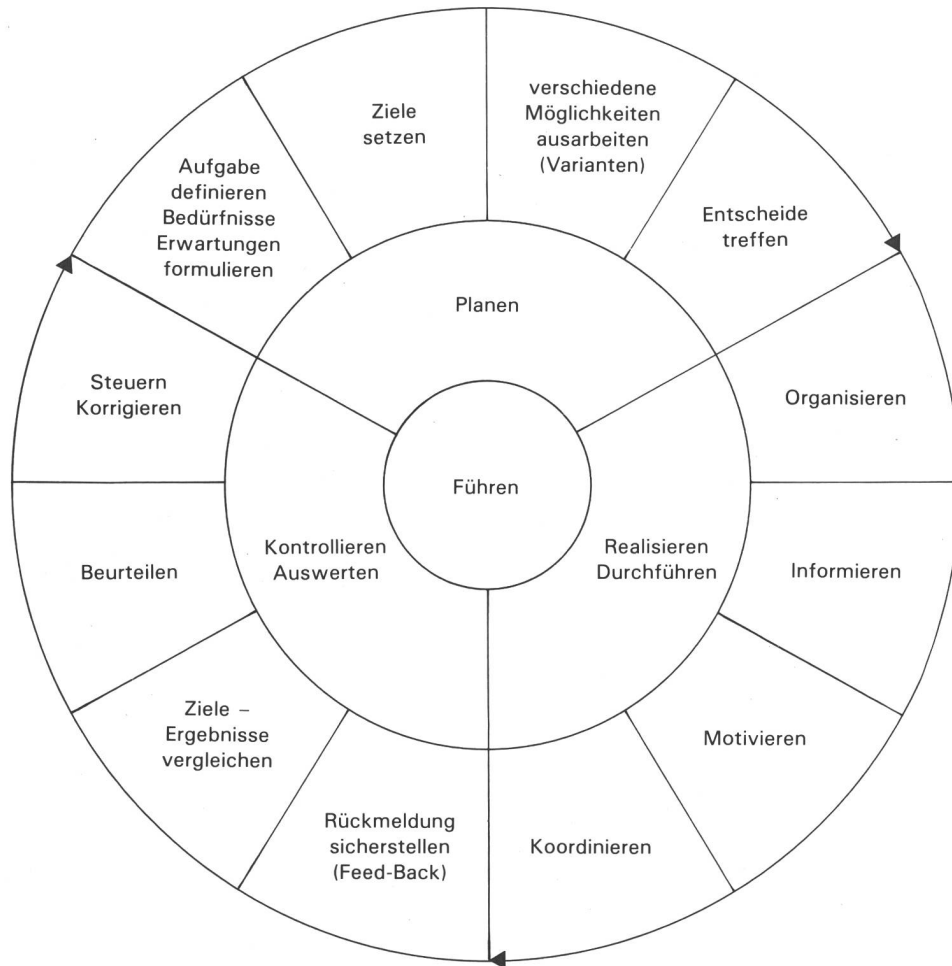 Ziele
setzen
verschiedene
Möglichkeiten
ausarbeiten
(Varianten)
Aufgabe
definieren
Bedürfnisse
Erwartungen
formulieren
Entscheide
treffen
Planen
Steuern
Korrigieren
Organisieren
Führen
Beurteilen
Kontrollieren
Auswerten
Realisieren
Durchführen
Informieren
Ziele –
Ergebnisse
vergleichen
Motivieren
Rückmeldung
sicherstellen
(Feed-Back)
Koordinieren